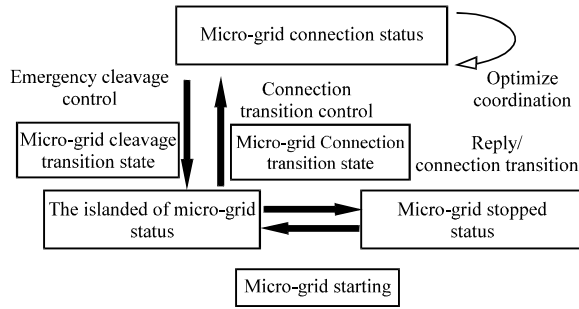 Micro-grid connection status
Emergency cleavage
control
Connection
transition control
Optimize
coordination
Micro-grid cleavage
transition state
Micro-grid Connection
transition state
Reply/
connection transition
The islanded of micro-grid
status
Micro-grid stopped
status
Micro-grid starting